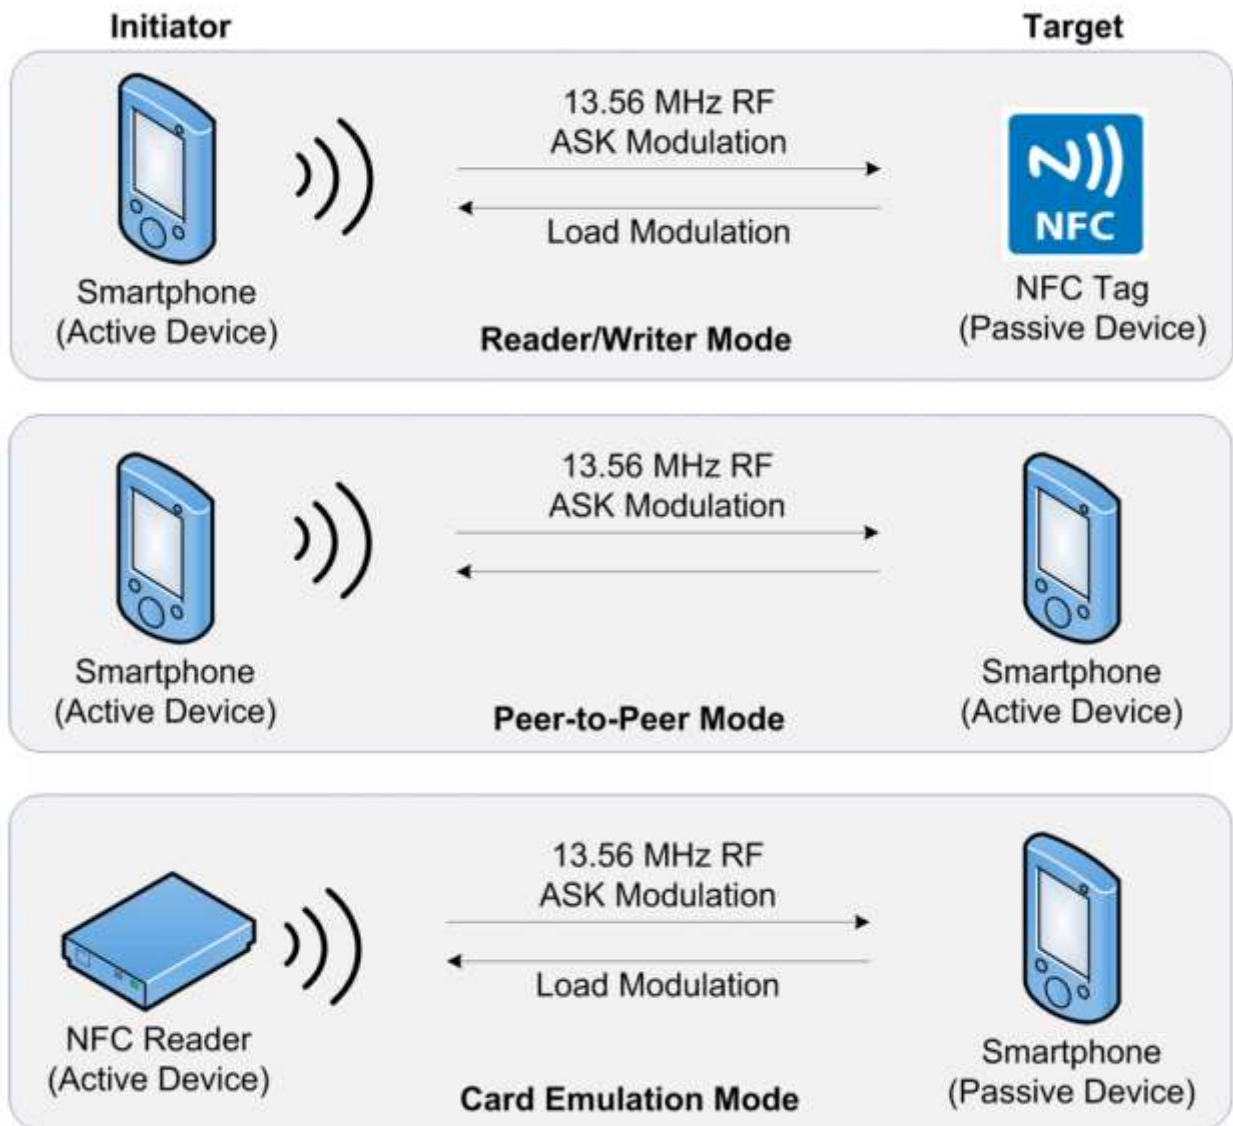 Initiator
Target
13.56 MHz RF
ASK Modulation
Load Modulation
NFC
Smartphone
(Active Device)
NFC Tag
(Passive Device)
Reader/Writer Mode
13.56 MHz RF
ASK Modulation
Smartphone
(Active Device)
Smartphone
(Active Device)
Peer-to-Peer Mode
13.56 MHz RF
ASK Modulation
Load Modulation
NFC Reader
(Active Device)
Smartphone
(Passive Device)
Card Emulation Mode